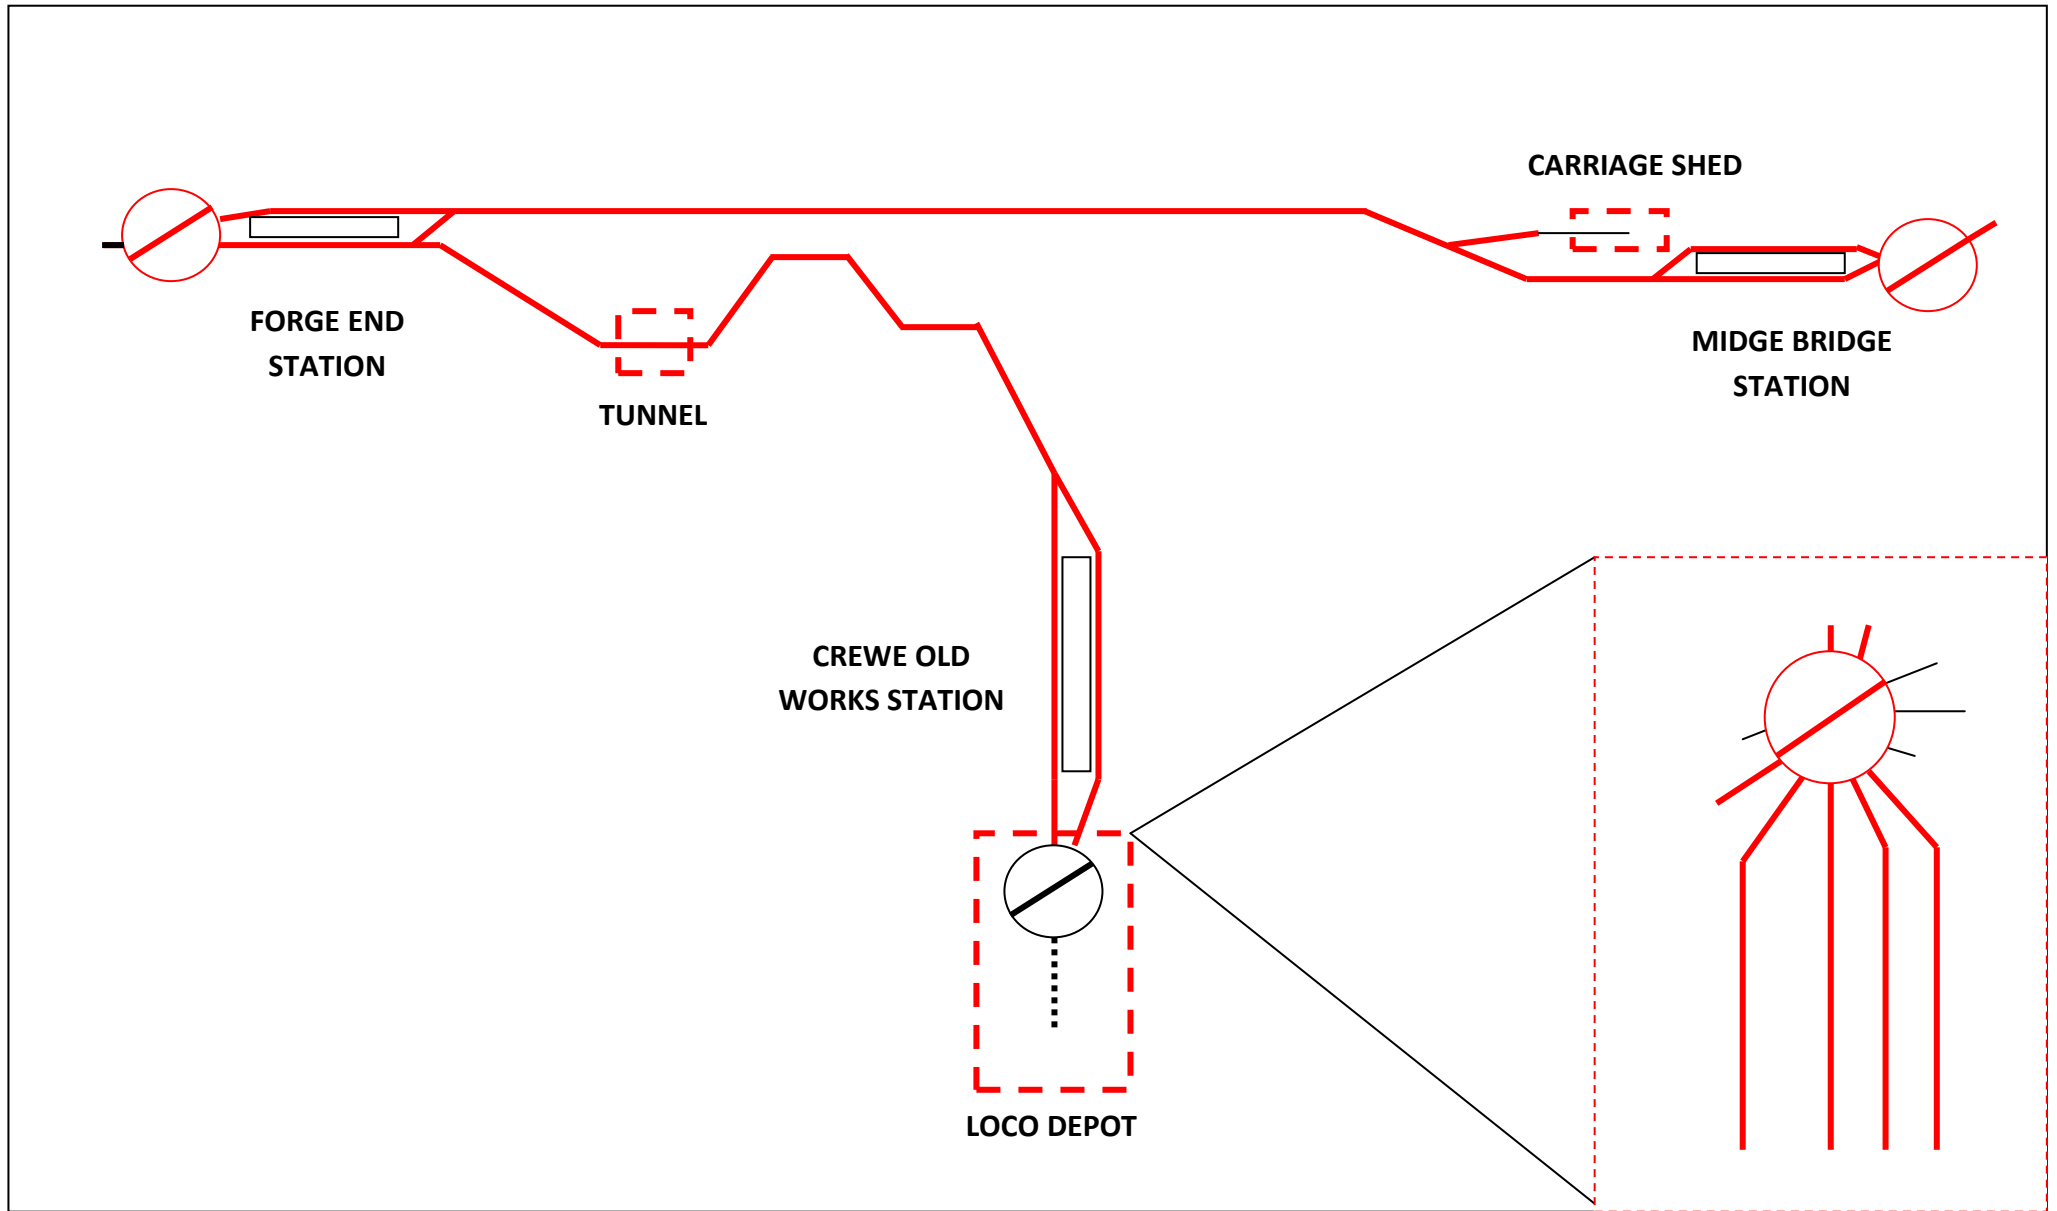 CARRIAGE SHED
FORGE END
STATION
MIDGE BRIDGE
STATION
TUNNEL
CREWE OLD
WORKS STATION
LOCO DEPOT